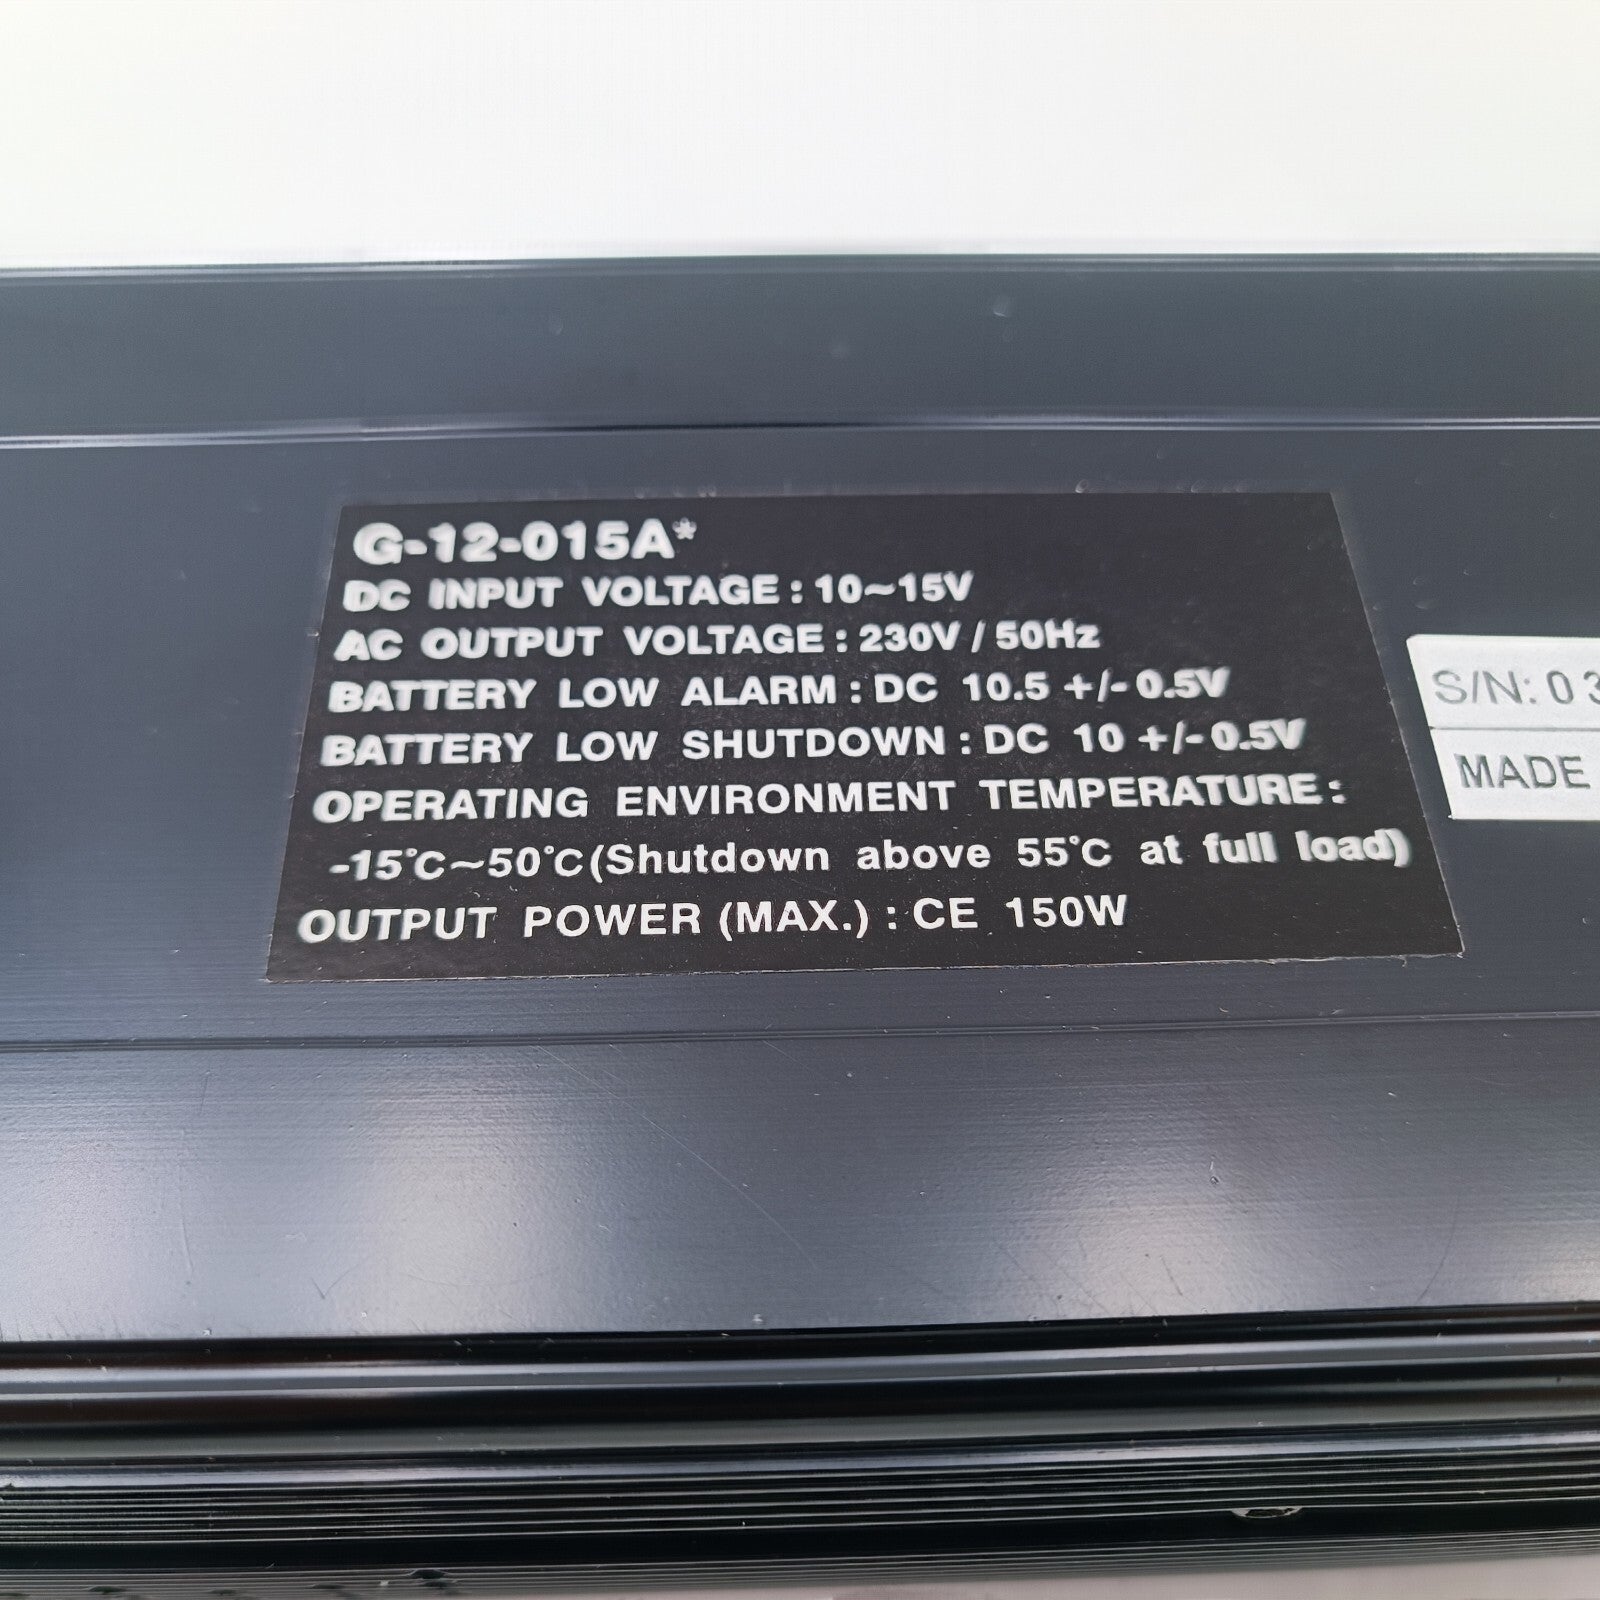 G-12-015A*
DC INPUT VOLTAGE : 10~15V
AC OUTPUT VOLTAGE : 230V / 50Hz
BATTERY LOW ALARM : DC 10.5 +/- 0.5V
BATTERY LOW SHUTDOWN : DC 10 +/- 0.5V
OPERATING ENVIRONMENT TEMPERATURE :
-15°C~50°C(Shutdown above 55°C at full load)
OUTPUT POWER (MAX.) : CE 150W
S/N: 0 3
MADE